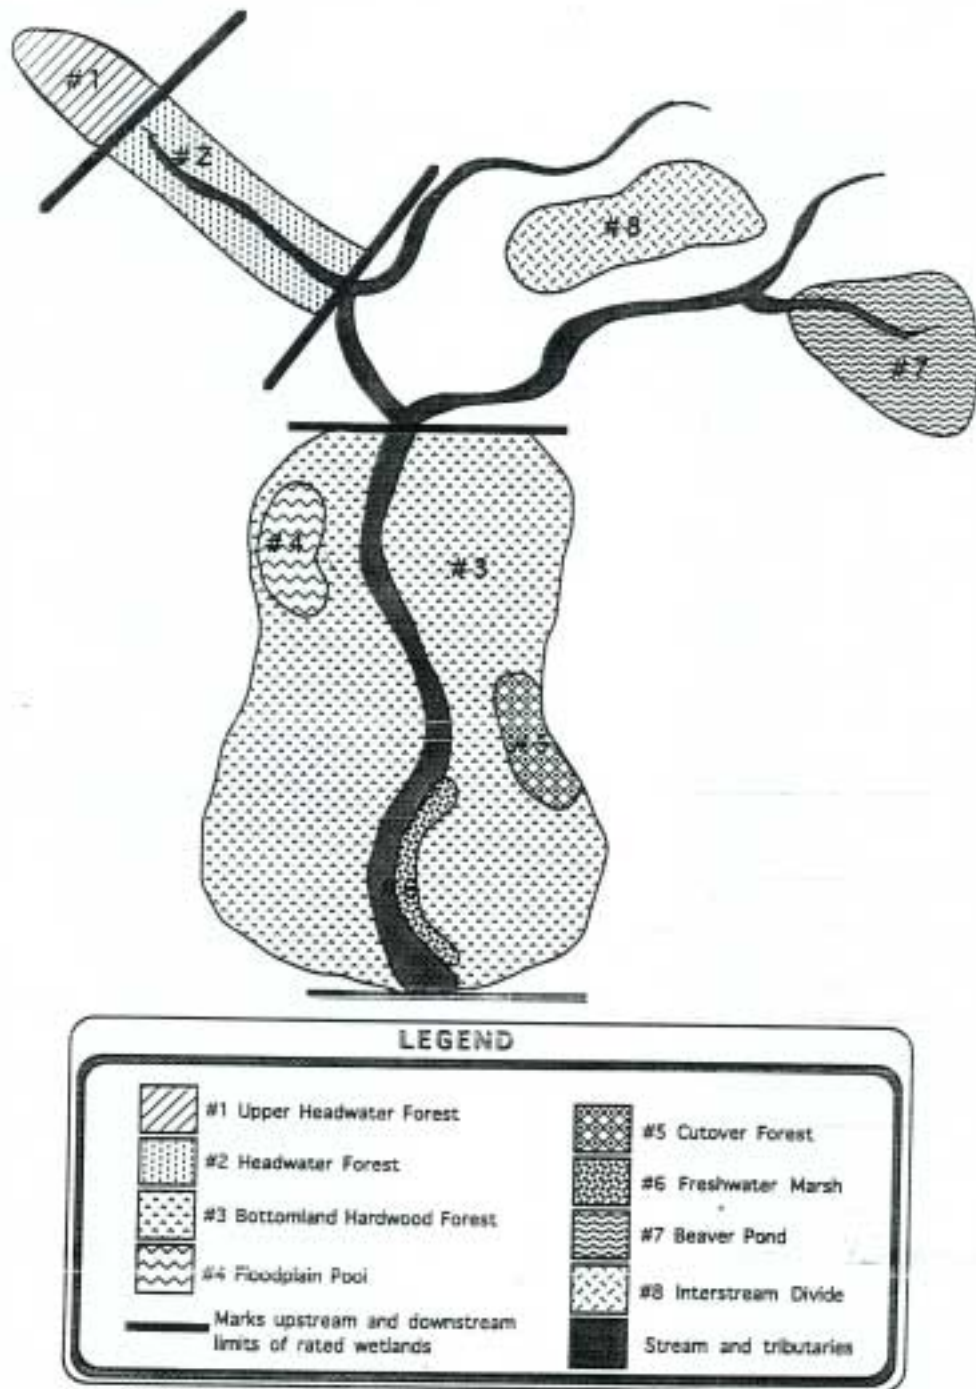 #1
#2
#8
#7
#4
#3
LEGEND
#1 Upper Headwater Forest
#2 Headwater Forest
#3 Bottomland Hardwood Forest
#4 Floodplain Pool
Marks upstream and downstream
limits of rated wetlands
#5 Cutover Forest
#6 Freshwater Marsh
#7 Beaver Pond
#8 Interstream Divide
Stream and tributaries